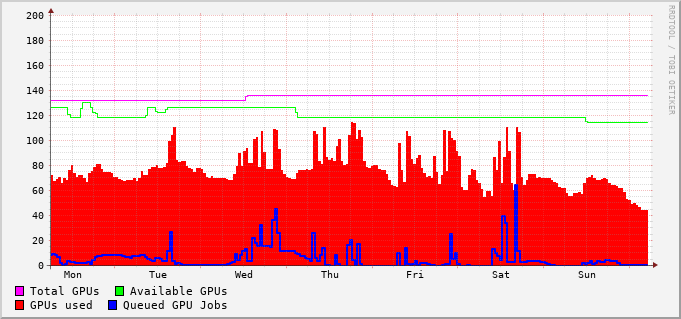 200
180
160
140
120
100
80
60
40
20
0
Mon Tue Wed Thu Fri Sat Sun
Total GPUs Available GPUs
GPUs used Queued GPU Jobs
RRDTOOL / TOBI OETIKER